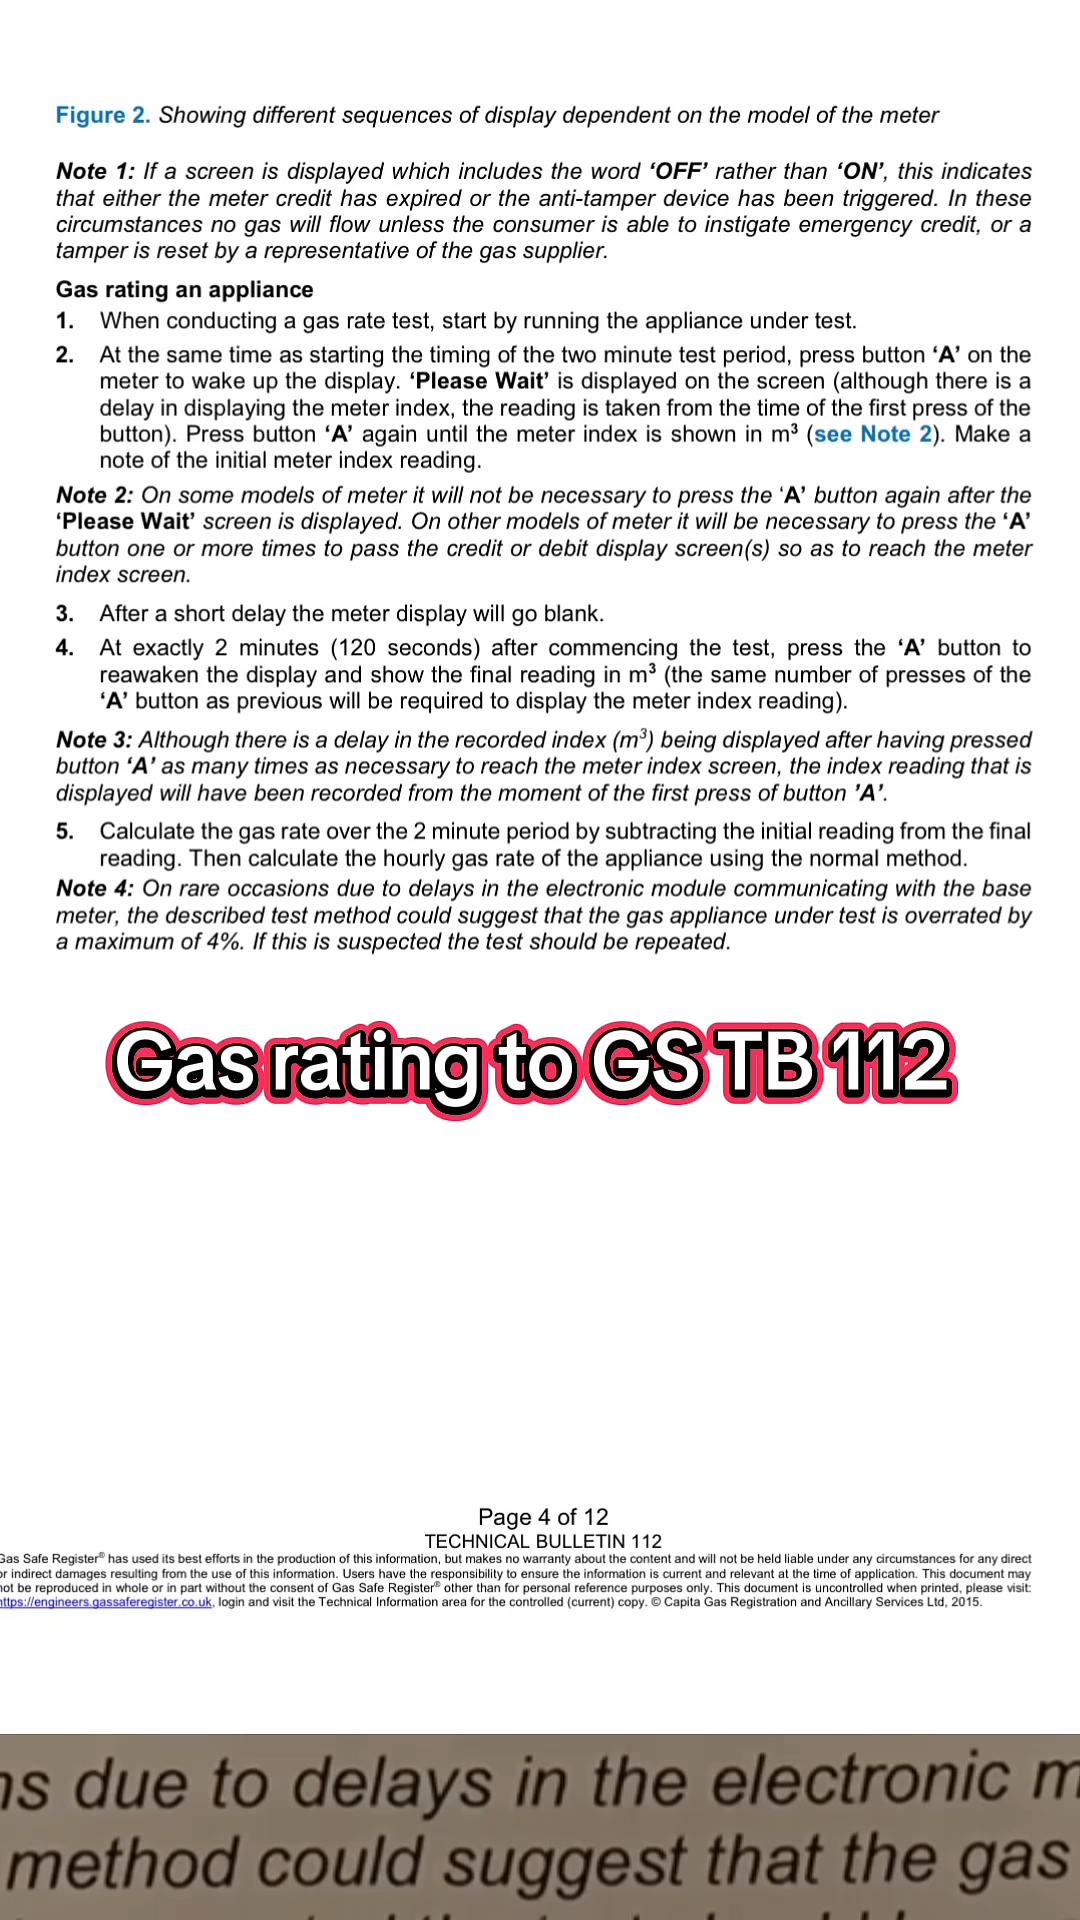 Figure 2. Showing different sequences of display dependent on the model of the meter
Note 1: If a screen is displayed which includes the word ‘OFF’ rather than ‘ON’, this indicates
that either the meter credit has expired or the anti-tamper device has been triggered. In these
circumstances no gas will flow unless the consumer is able to instigate emergency credit, or a
tamper is reset by a representative of the gas supplier.
Gas rating an appliance
1. When conducting a gas rate test, start by running the appliance under test.
2. At the same time as starting the timing of the two minute test period, press button ‘A’ on the
meter to wake up the display. ‘Please Wait’ is displayed on the screen (although there is a
delay in displaying the meter index, the reading is taken from the time of the first press of the
button). Press button ‘A’ again until the meter index is shown in m³ (see Note 2). Make a
note of the initial meter index reading.
Note 2: On some models of meter it will not be necessary to press the ‘A’ button again after the
‘Please Wait’ screen is displayed. On other models of meter it will be necessary to press the ‘A’
button one or more times to pass the credit or debit display screen(s) so as to reach the meter
index screen.
3. After a short delay the meter display will go blank.
4. At exactly 2 minutes (120 seconds) after commencing the test, press the ‘A’ button to
reawaken the display and show the final reading in m³ (the same number of presses of the
‘A’ button as previous will be required to display the meter index reading).
Note 3: Although there is a delay in the recorded index (m³) being displayed after having pressed
button ‘A’ as many times as necessary to reach the meter index screen, the index reading that is
displayed will have been recorded from the moment of the first press of button ’A’.
5. Calculate the gas rate over the 2 minute period by subtracting the initial reading from the final
reading. Then calculate the hourly gas rate of the appliance using the normal method.
Note 4: On rare occasions due to delays in the electronic module communicating with the base
meter, the described test method could suggest that the gas appliance under test is overrated by
a maximum of 4%. If this is suspected the test should be repeated.
Gas rating to GS TB 112
Page 4 of 12
TECHNICAL BULLETIN 112
Gas Safe Register® has used its best efforts in the production of this information, but makes no warranty about the content and will not be held liable under any circumstances for any direct
or indirect damages resulting from the use of this information. Users have the responsibility to ensure the information is current and relevant at the time of application. This document may
not be reproduced in whole or in part without the consent of Gas Safe Register® other than for personal reference purposes only. This document is uncontrolled when printed, please visit:
https://engineers.gassaferegister.co.uk, login and visit the Technical Information area for the controlled (current) copy. © Capita Gas Registration and Ancillary Services Ltd, 2015.
ns due to delays in the electronic m
method could suggest that the gas